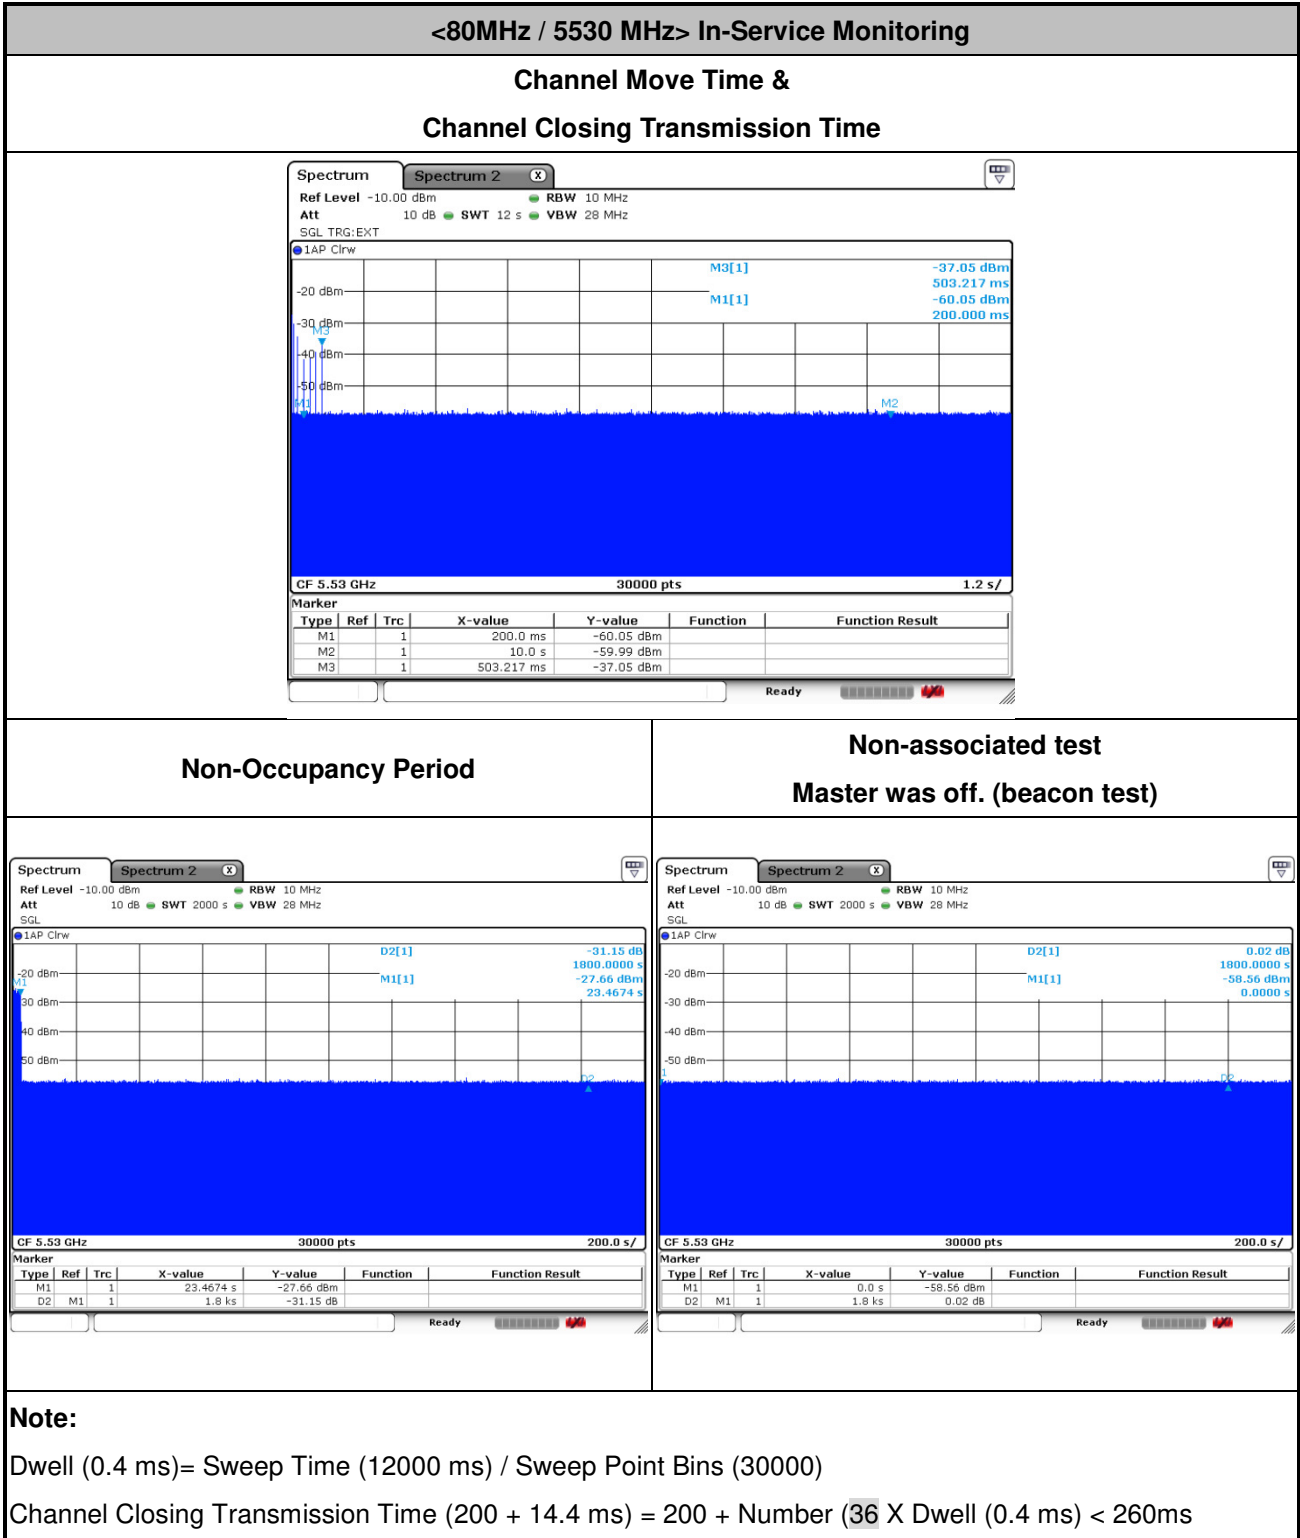 <80MHz / 5530 MHz> In-Service Monitoring
Channel Move Time &
Channel Closing Transmission Time
Spectrum Spectrum 2 X
Ref Level -10.00 dBm RBW 10 MHz
Att 10 dB SWT 12 s VBW 28 MHz
SGL TRG:EXT
1AP Clrw
M3[1] -37.05 dBm
503.217 ms
-20 dBm
M1[1] -60.05 dBm
200.000 ms
-30 dBm
M3
-40 dBm
-50 dBm
M1 M2
CF 5.53 GHz 30000 pts 1.2 s/
Marker
Type Ref Trc X-value Y-value Function Function Result
M1 1 200.0 ms -60.05 dBm
M2 1 10.0 s -59.99 dBm
M3 1 503.217 ms -37.05 dBm
Ready
Non-Occupancy Period
Non-associated test
Master was off. (beacon test)
Spectrum Spectrum 2 X
Ref Level -10.00 dBm RBW 10 MHz
Att 10 dB SWT 2000 s VBW 28 MHz
SGL
1AP Clrw
D2[1] -31.15 dB
1800.0000 s
-20 dBm
M1[1] -27.66 dBm
M1
23.4674 s
30 dBm
40 dBm
50 dBm
D2
CF 5.53 GHz 30000 pts 200.0 s/
Marker
Type Ref Trc X-value Y-value Function Function Result
M1 1 23.4674 s -27.66 dBm
D2 M1 1 1.8 ks -31.15 dB
Ready
Spectrum Spectrum 2 X
Ref Level -10.00 dBm RBW 10 MHz
Att 10 dB SWT 2000 s VBW 28 MHz
SGL
1AP Clrw
D2[1] 0.02 dB
1800.0000 s
-20 dBm
M1[1] -58.56 dBm
0.0000 s
-30 dBm
-40 dBm
-50 dBm
1 D2
CF 5.53 GHz 30000 pts 200.0 s/
Marker
Type Ref Trc X-value Y-value Function Function Result
M1 1 0.0 s -58.56 dBm
D2 M1 1 1.8 ks 0.02 dB
Ready
Note:
Dwell (0.4 ms)= Sweep Time (12000 ms) / Sweep Point Bins (30000)
Channel Closing Transmission Time (200 + 14.4 ms) = 200 + Number (36 X Dwell (0.4 ms) < 260ms